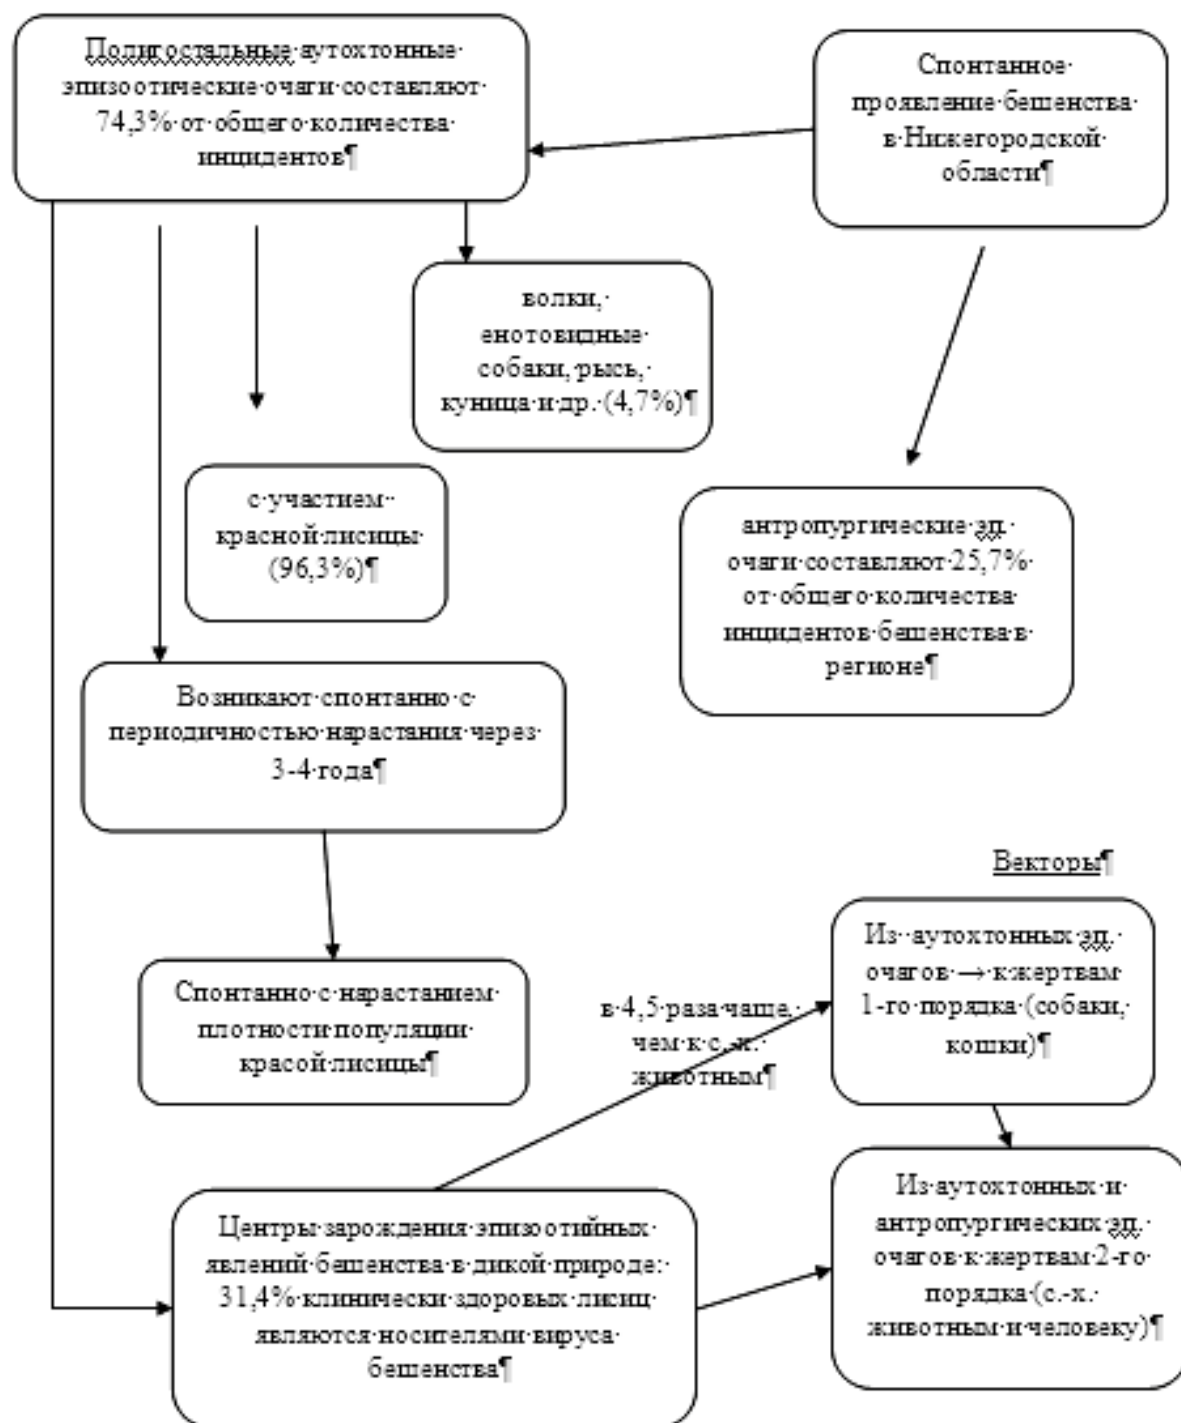 Полигостальные аутохтонные
эпизоотические очаги составляют
74,3% от общего количества
инцидентов¶
Спонтанное
проявление бешенства
в Нижегородской
области¶
волки,
енотовидные
собаки, рысь,
куница и др. (4,7%)¶
с участием
красной лисицы
(96,3%)¶
антропургические эп.
очаги составляют 25,7%
от общего количества
инцидентов бешенства в
регионе¶
Возникают спонтанно с
периодичностью нарастания через
3-4 года¶
Спонтанно с нарастанием
плотности популяции
красой лисицы¶
Векторы¶
Из аутохтонных эп.
очагов → к жертвам
1-го порядка (собаки,
кошки)¶
в 4,5 раза чаще,
чем к с.-х.
животным¶
Центры зарождения эпизоотийных
явлений бешенства в дикой природе:
31,4% клинически здоровых лисиц
являются носителями вируса
бешенства¶
Из аутохтонных и
антропургических эп.
очагов к жертвам 2-го
порядка (с.-х.
животным и человеку)¶